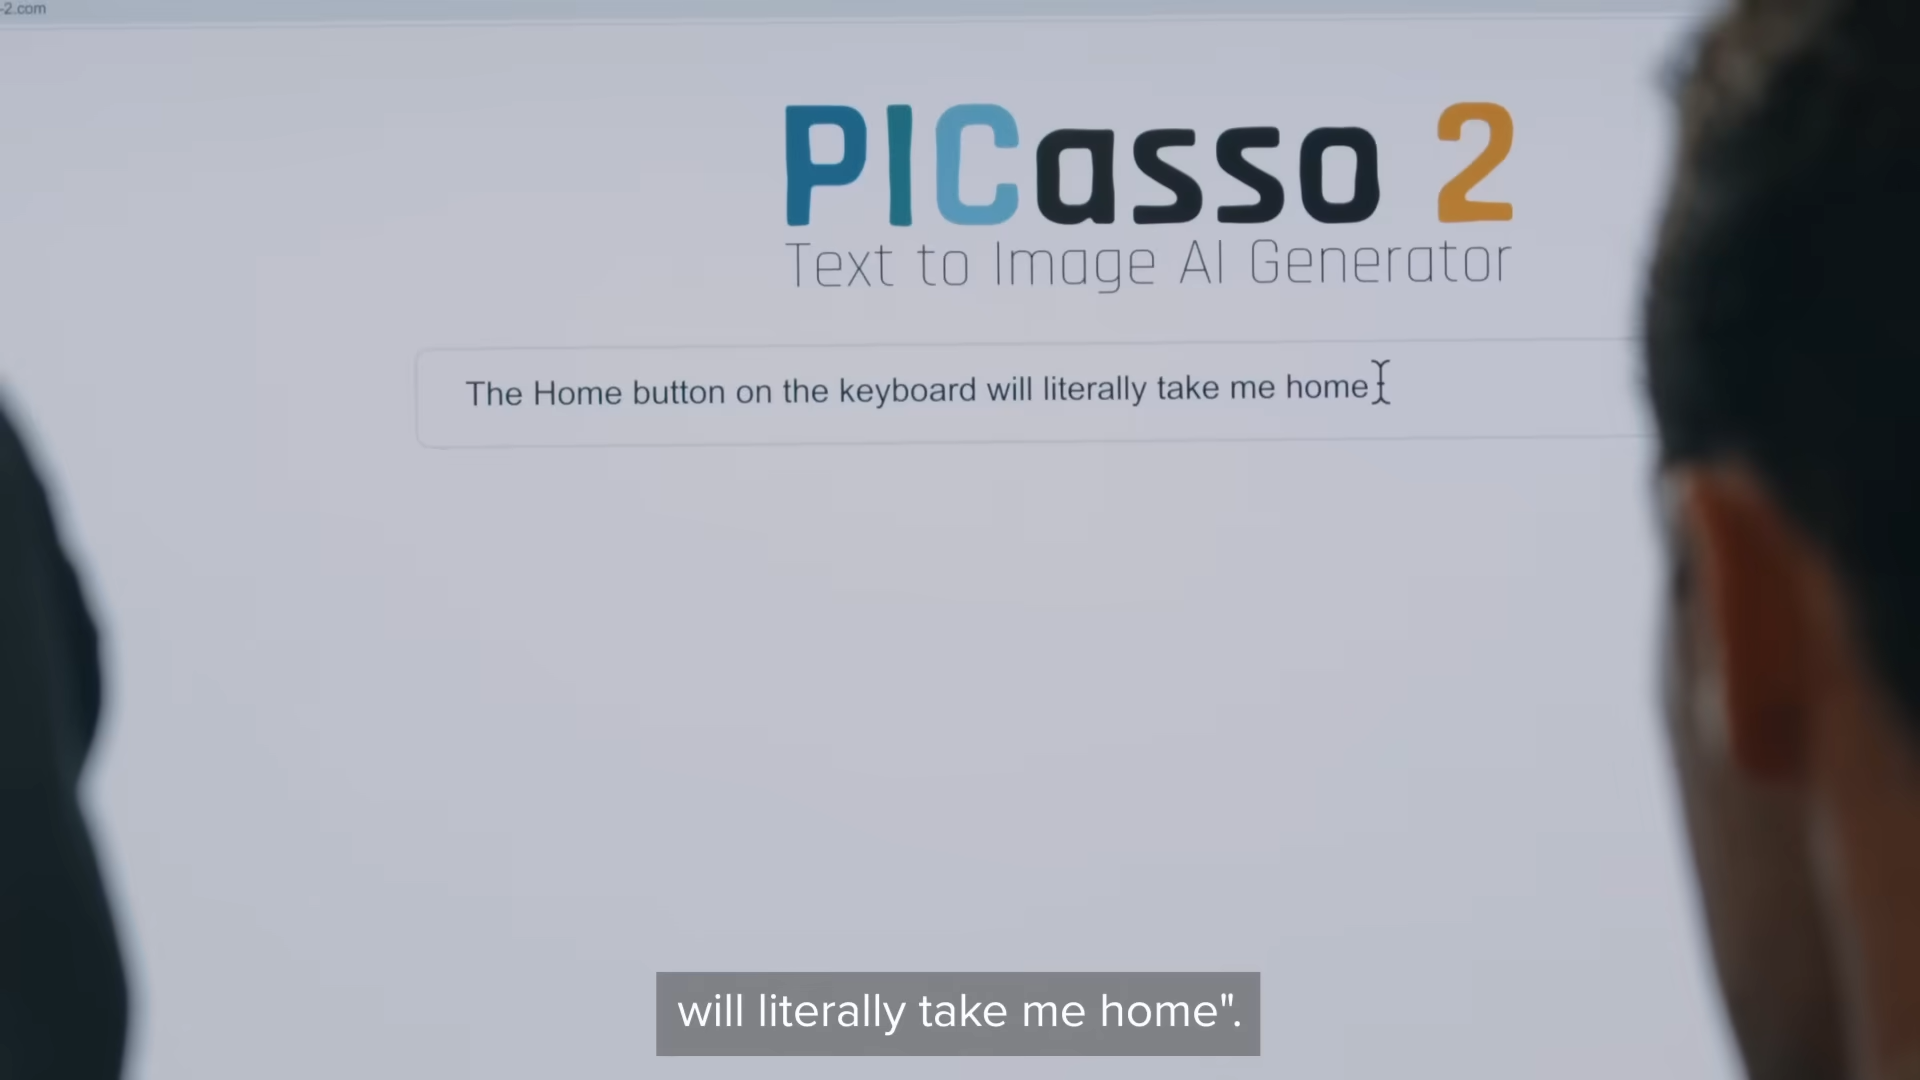 -2.com
PICasso 2
Text to Image AI Generator
The Home button on the keyboard will literally take me home
will literally take me home".